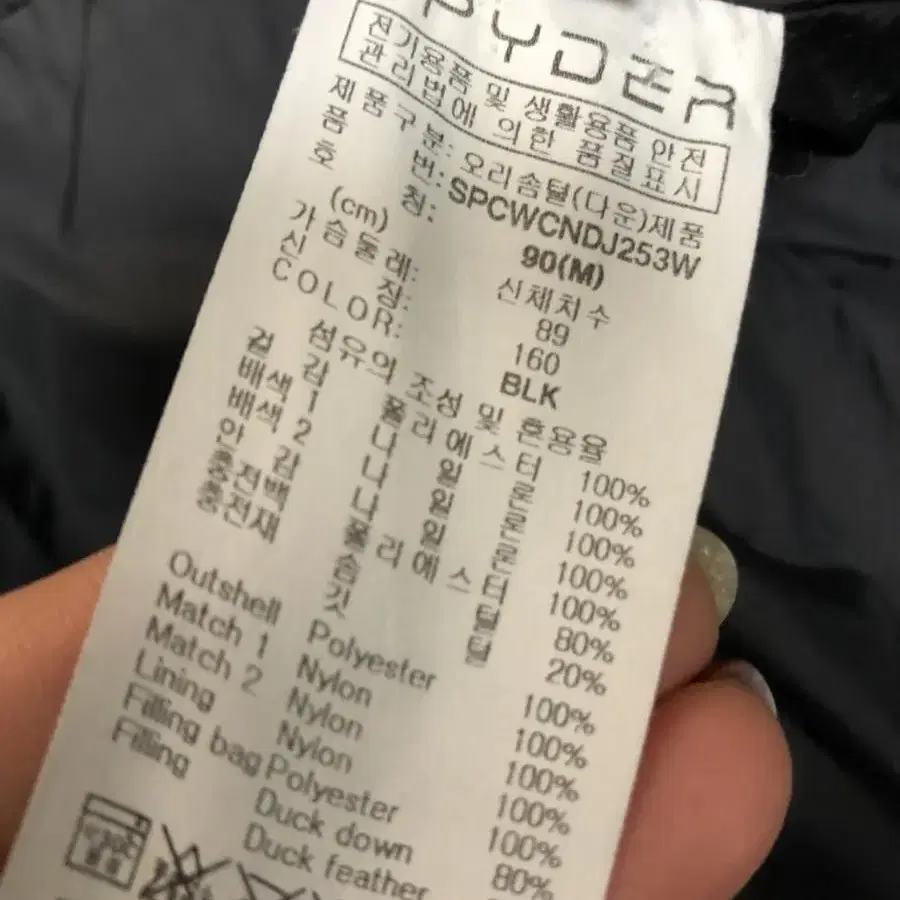 PYDER
전기용품 및 생활용품 안전
관리법에 의한 품질표시
제품구분: 오리솜털(다운)제품
품 번: SPCWCNDJ253W
호 칭: 90(M)
(cm) 신체치수
가슴둘레: 89
신 장: 160
COLOR: BLK
섬유의 조성 및 혼용율
겉 감 폴리에스터 100%
배색 1 나 일 론 100%
배색 2 나 일 론 100%
안 감 나 일 론 100%
충전백 폴리에스터 100%
충전재 솜털 80%
깃털 20%
Outshell Polyester 100%
Match 1 Nylon 100%
Match 2 Nylon 100%
Lining Nylon 100%
Filling bag Polyester 100%
Filling Duck down 80%
Duck feather